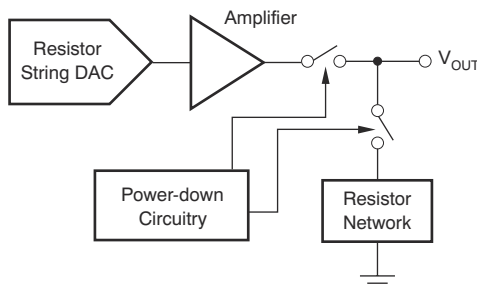 Amplifier
Resistor
String DAC
VOUT
Power-down
Circuitry
Resistor
Network